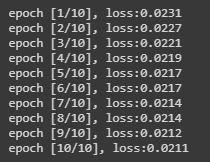 epoch [1/10], loss:0.0231
epoch [2/10], loss:0.0227
epoch [3/10], loss:0.0221
epoch [4/10], loss:0.0219
epoch [5/10], loss:0.0217
epoch [6/10], loss:0.0217
epoch [7/10], loss:0.0214
epoch [8/10], loss:0.0214
epoch [9/10], loss:0.0212
epoch [10/10], loss:0.0211